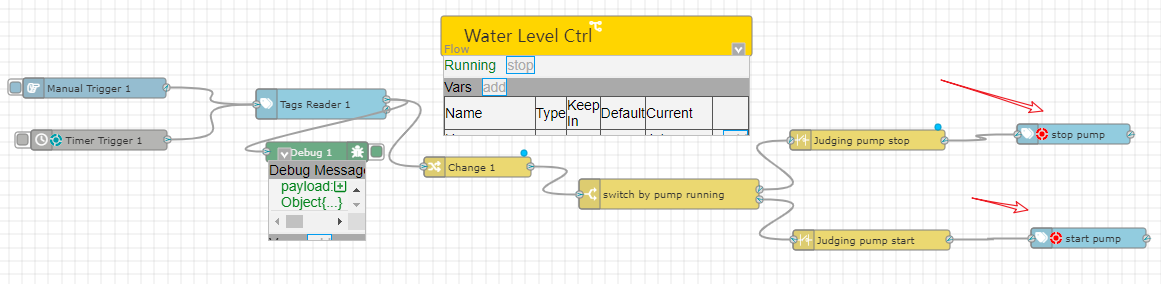 Water Level Ctrl
Flow
Running stop
Vars add
Name Type Keep In Default Current
Manual Trigger 1
Timer Trigger 1
Tags Reader 1
Debug 1
Debug Message
payload:
Object{...}
Change 1
switch by pump running
Judging pump stop
Judging pump start
stop pump
start pump